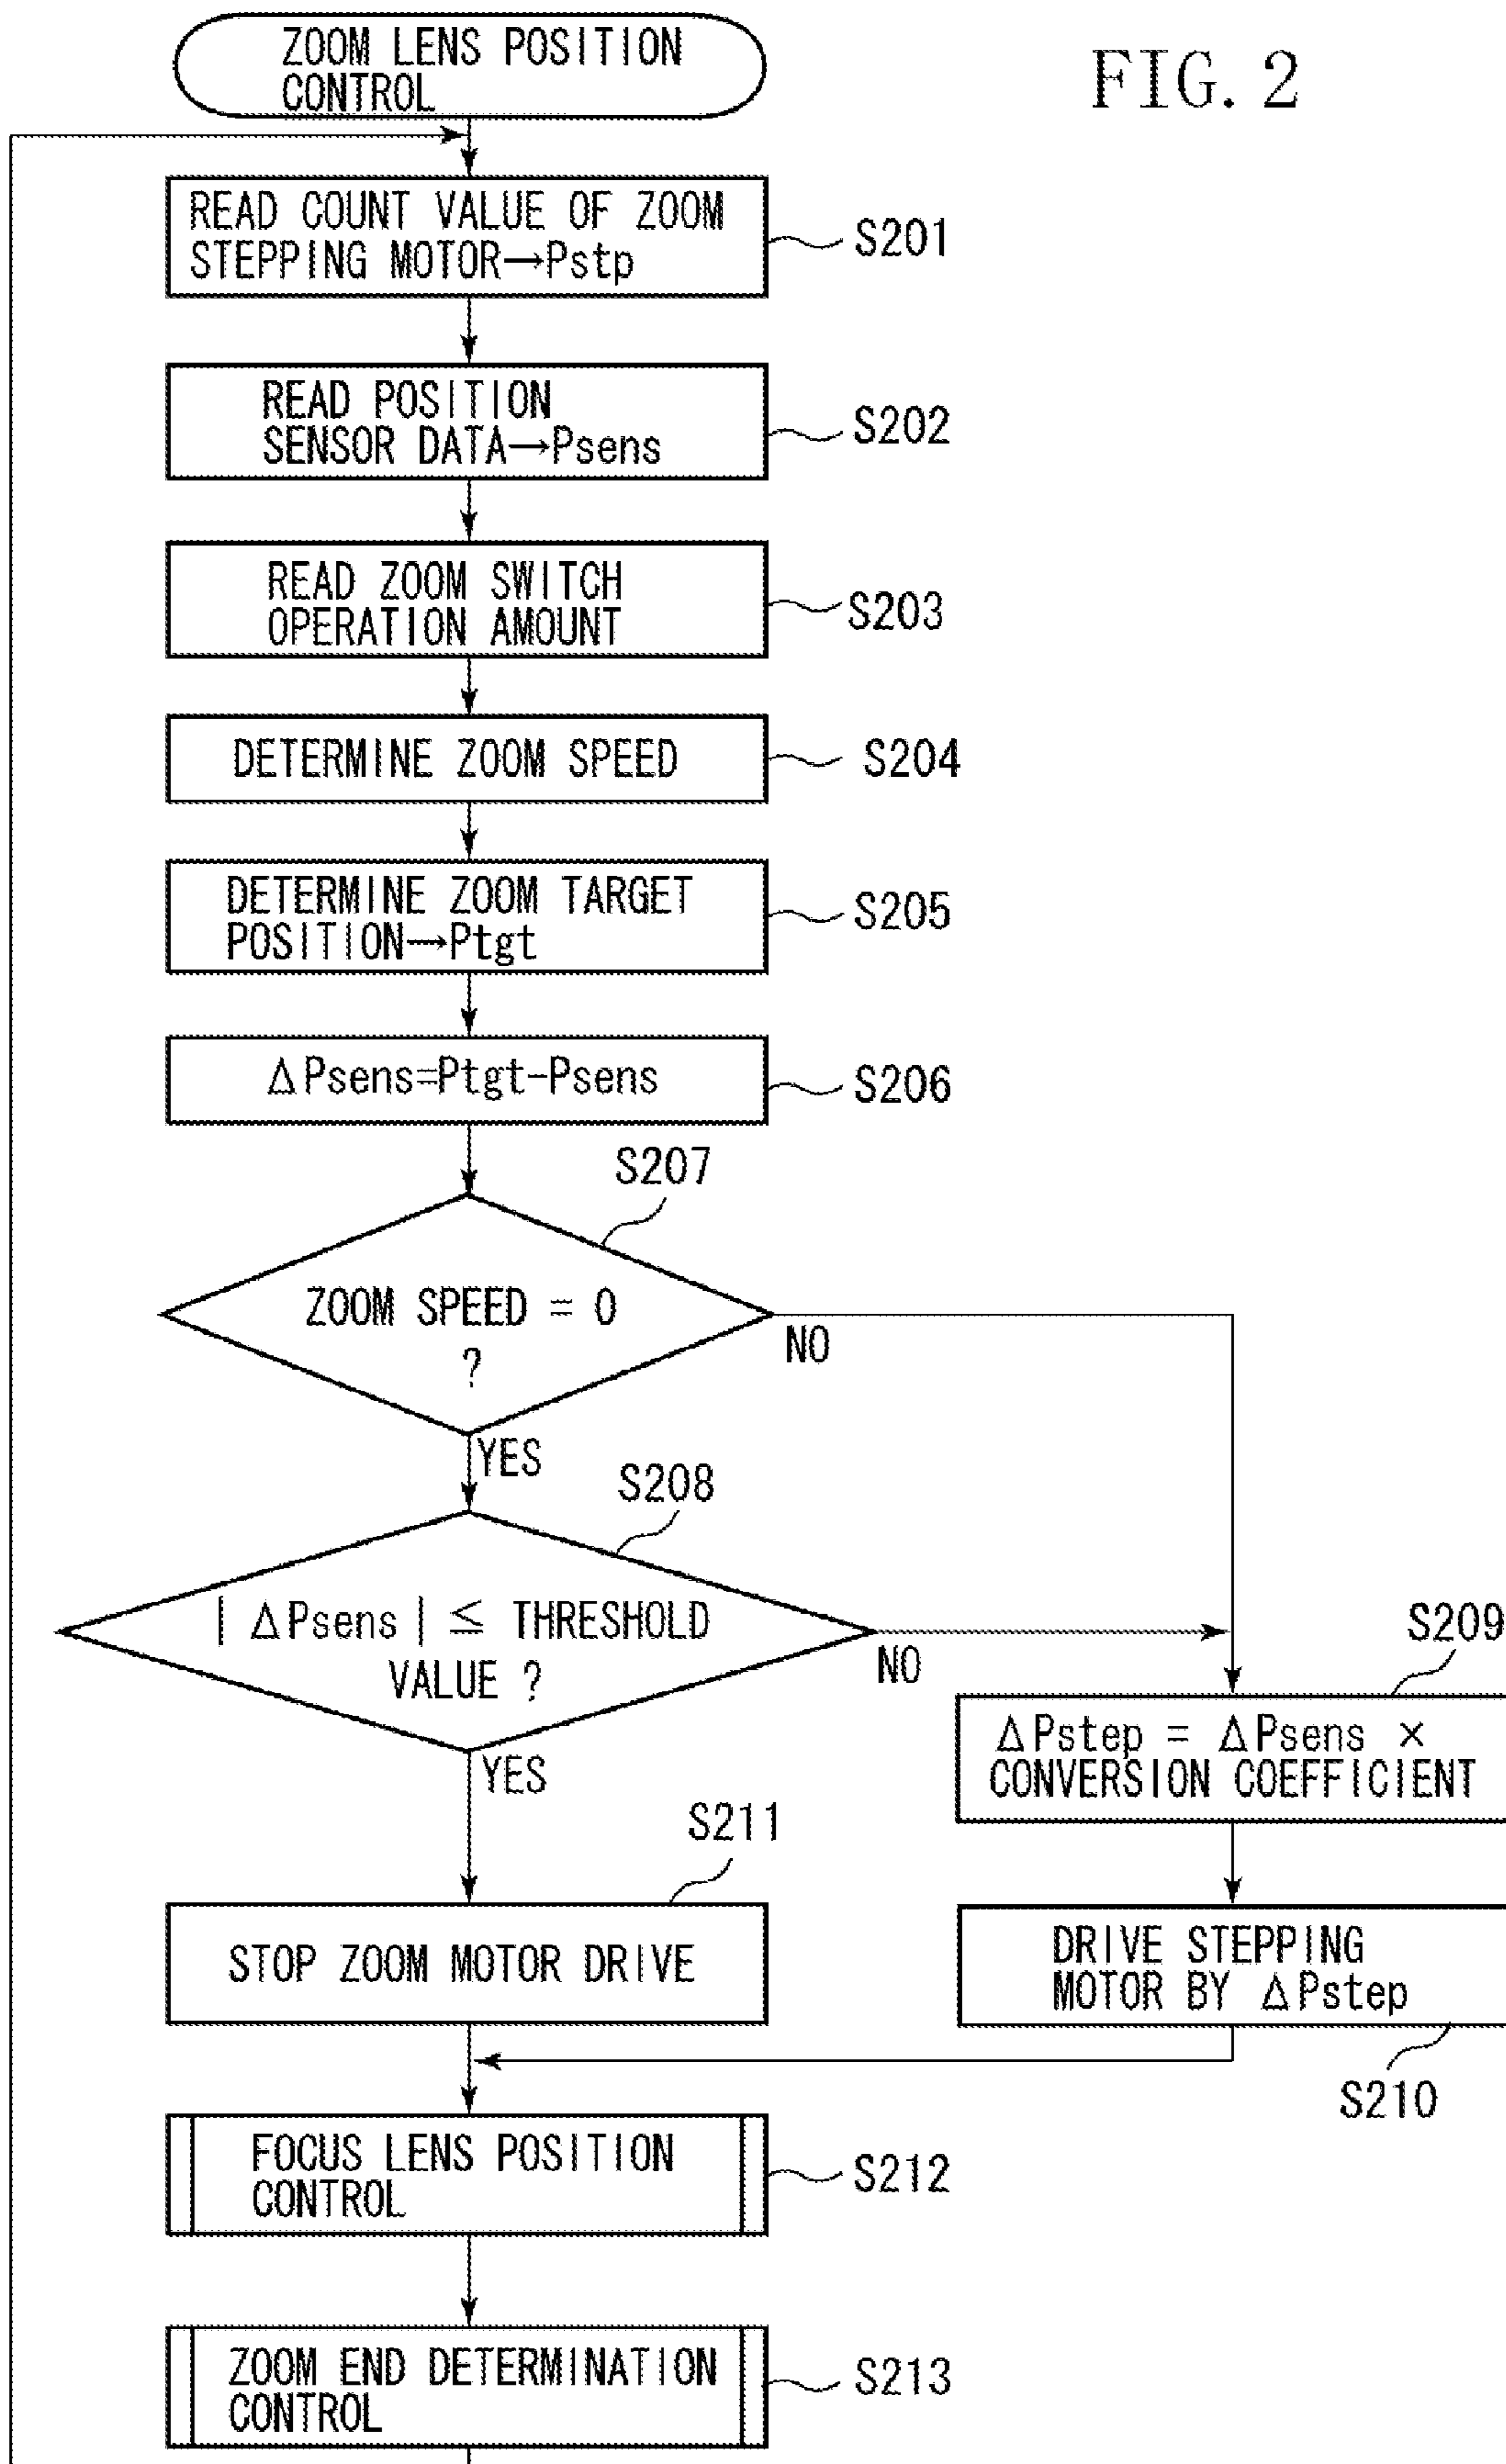 FIG. 2
ZOOM LENS POSITION
CONTROL
READ COUNT VALUE OF ZOOM
STEPPING MOTOR→Pstp
S201
READ POSITION
SENSOR DATA→Psens
S202
READ ZOOM SWITCH
OPERATION AMOUNT
S203
DETERMINE ZOOM SPEED
S204
DETERMINE ZOOM TARGET
POSITION→Ptgt
S205
ΔPsens=Ptgt-Psens
S206
S207
ZOOM SPEED = 0
?
NO
YES
S208
| ΔPsens | ≦ THRESHOLD
VALUE ?
NO
YES
S209
ΔPstep = ΔPsens ×
CONVERSION COEFFICIENT
S211
STOP ZOOM MOTOR DRIVE
DRIVE STEPPING
MOTOR BY ΔPstep
S210
FOCUS LENS POSITION
CONTROL
S212
ZOOM END DETERMINATION
CONTROL
S213